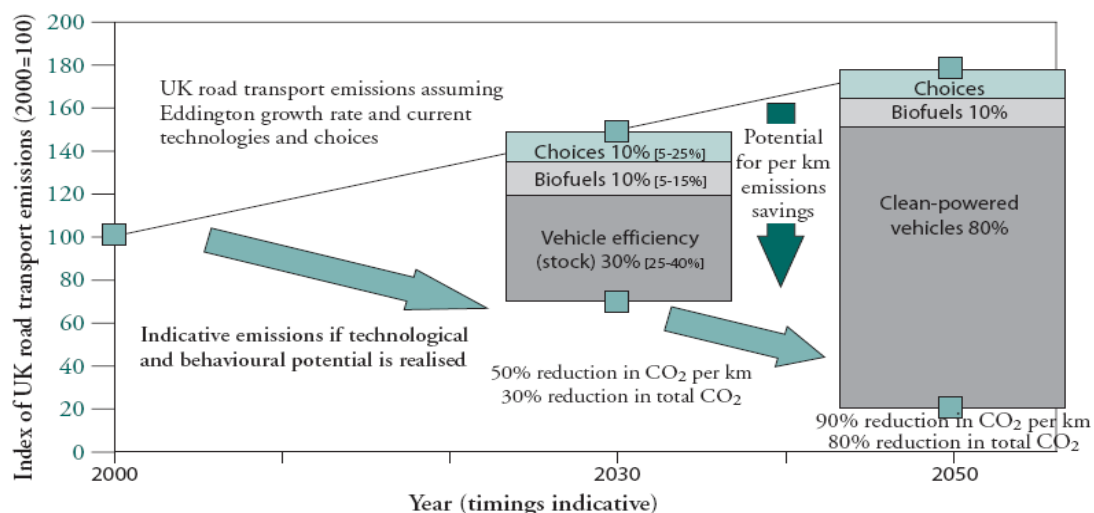 Index of UK road transport emissions (2000=100)
200
180
160
140
120
100
80
60
40
20
0
UK road transport emissions assuming
Eddington growth rate and current
technologies and choices
Indicative emissions if technological
and behavioural potential is realised
Choices 10% [5-25%]
Biofuels 10% [5-15%]
Vehicle efficiency
(stock) 30% [25-40%]
50% reduction in CO₂ per km
30% reduction in total CO₂
Potential
for per km
emissions
savings
Choices
Biofuels 10%
Clean-powered
vehicles 80%
90% reduction in CO₂ per km
80% reduction in total CO₂
2000
2030
2050
Year (timings indicative)